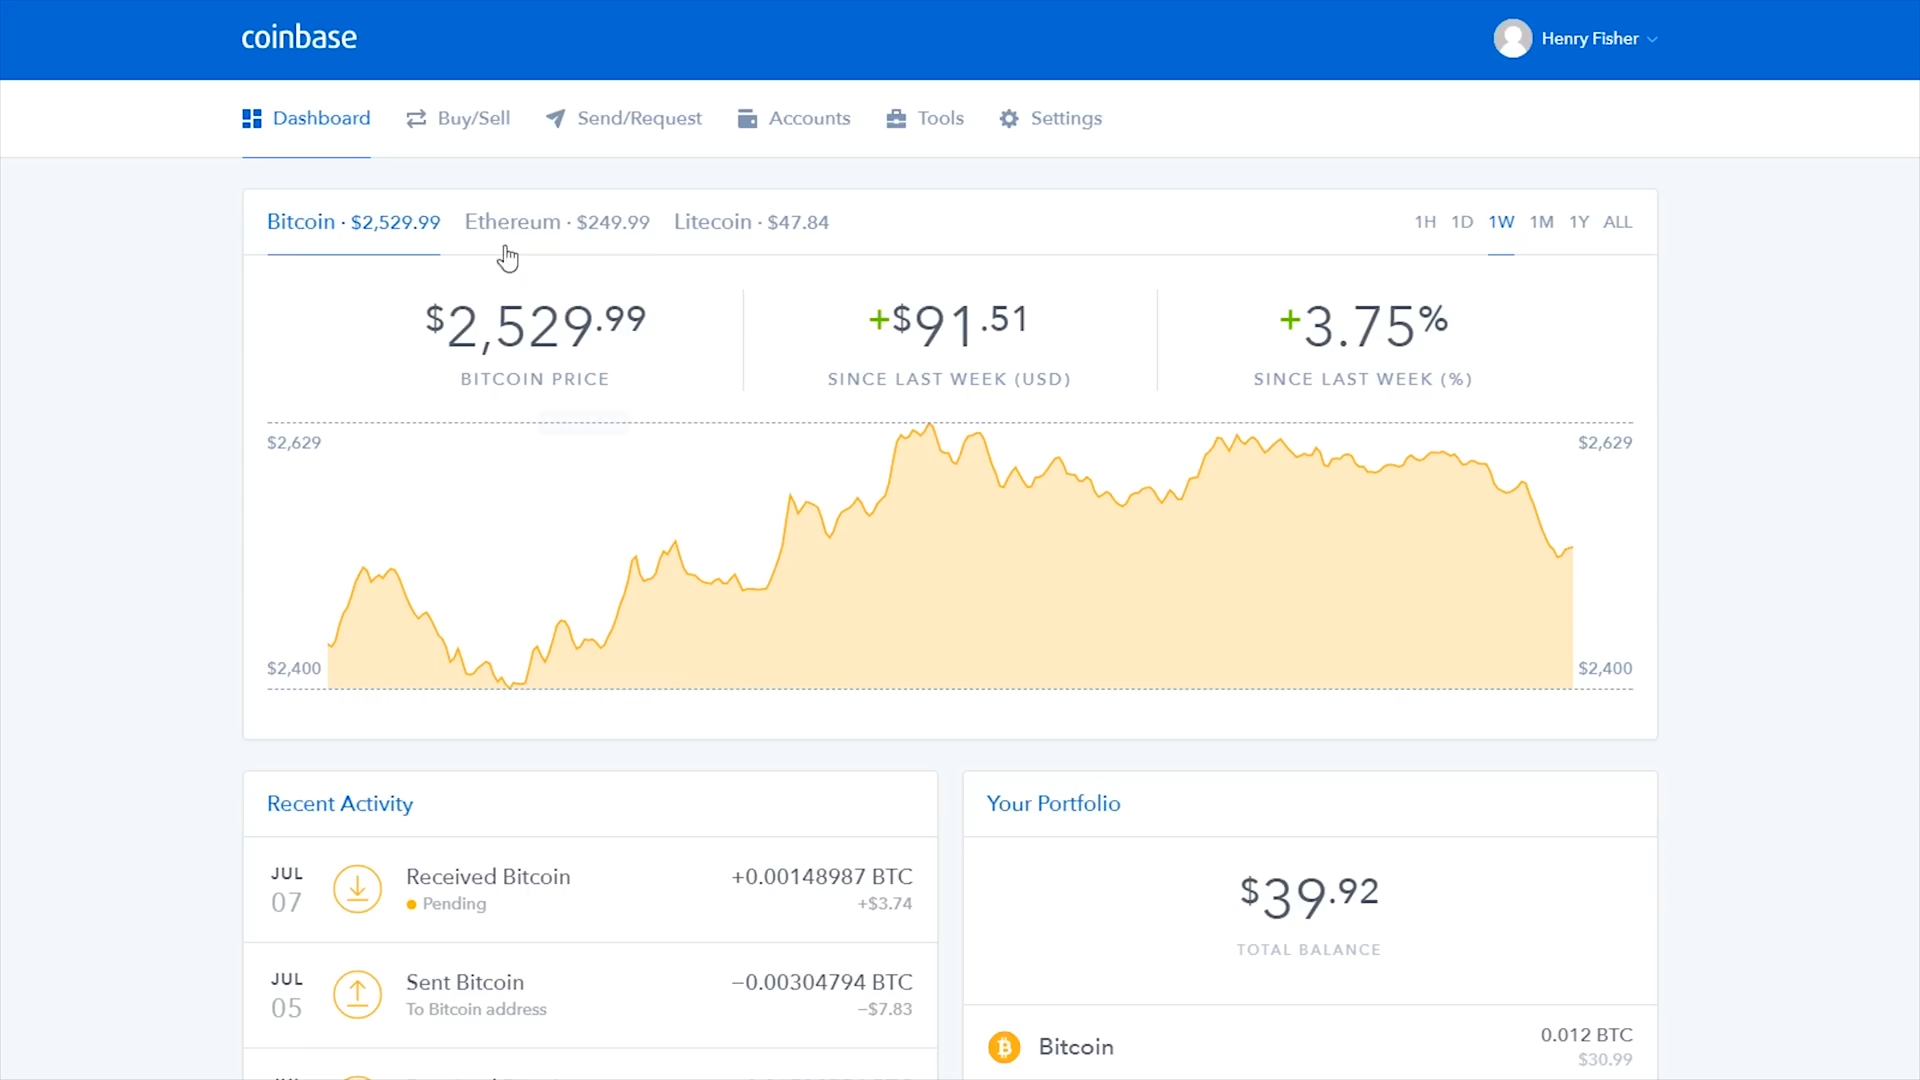 coinbase
Henry Fisher
Dashboard Buy/Sell Send/Request Accounts Tools Settings
Bitcoin · $2,529.99 Ethereum · $249.99 Litecoin · $47.84 1H 1D 1W 1M 1Y ALL
$2,529.99 +$91.51 +3.75%
BITCOIN PRICE SINCE LAST WEEK (USD) SINCE LAST WEEK (%)
$2,629 $2,629
$2,400 $2,400
Recent Activity
JUL 07 Received Bitcoin +0.00148987 BTC
Pending +$3.74
JUL 05 Sent Bitcoin −0.00304794 BTC
To Bitcoin address −$7.83
Your Portfolio
$39.92
TOTAL BALANCE
Bitcoin 0.012 BTC
$30.99